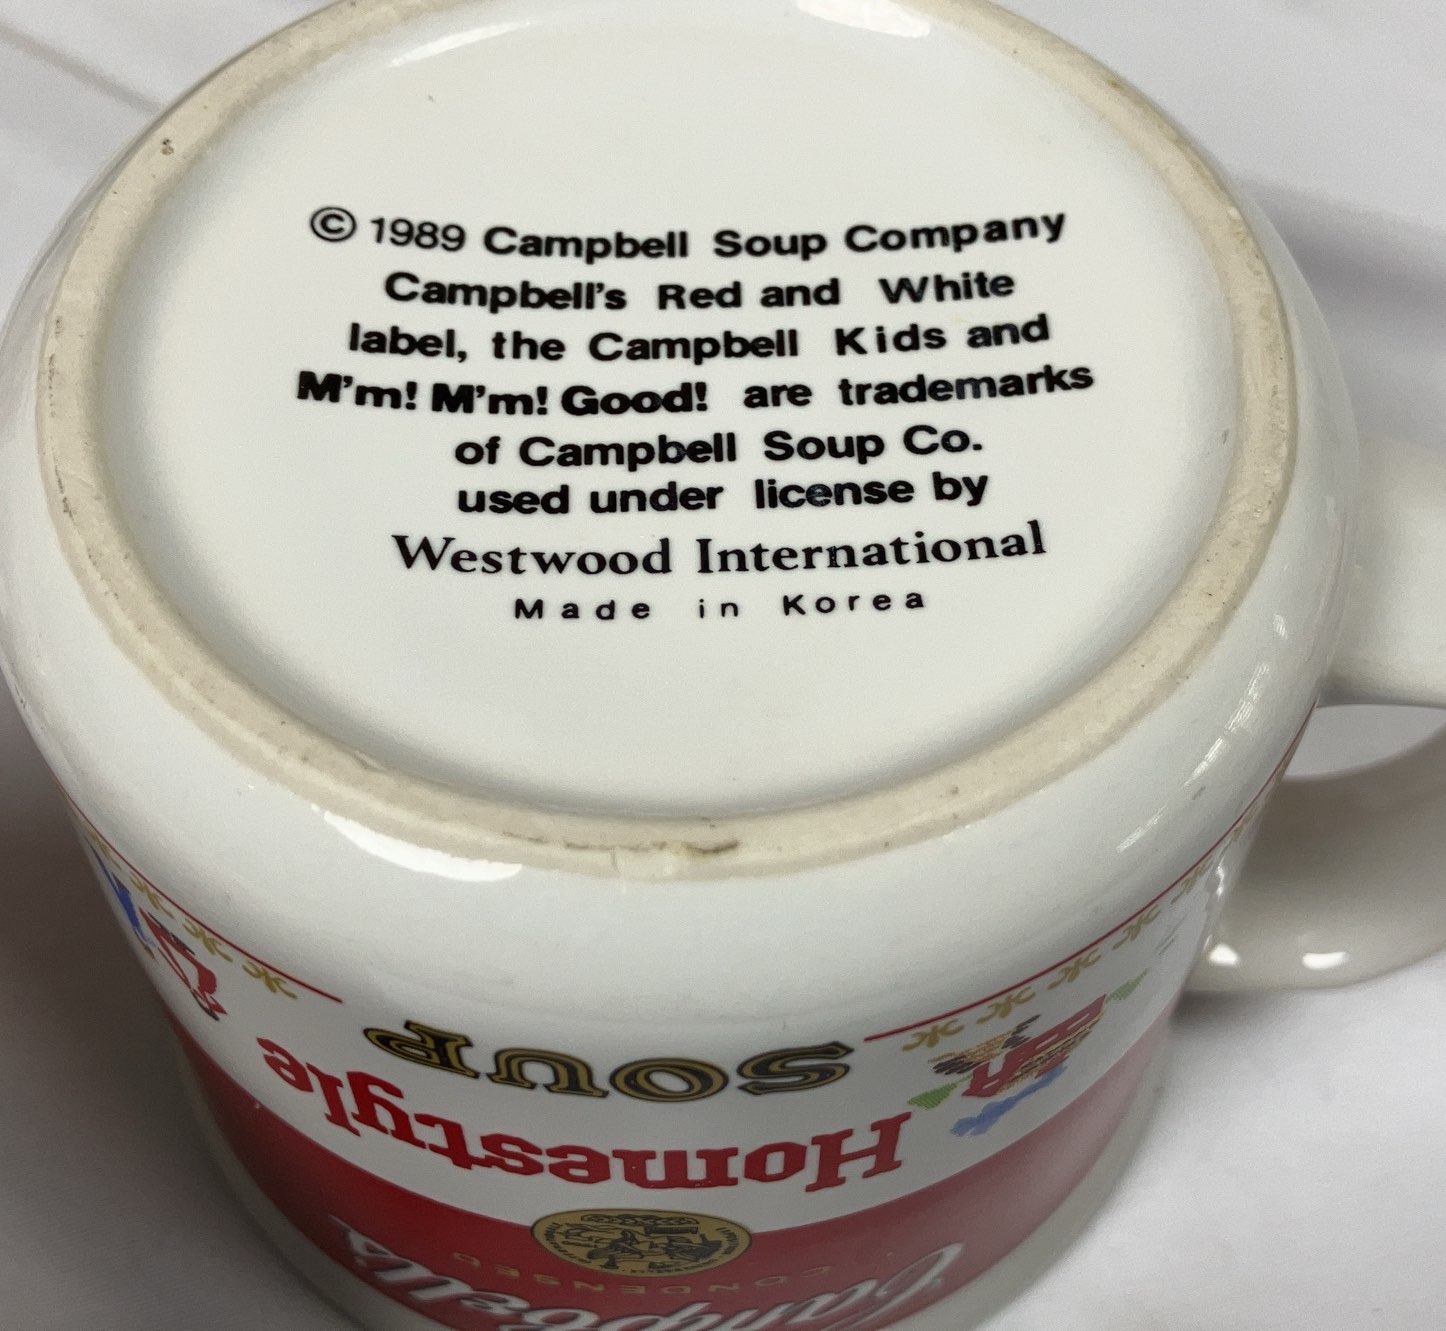 © 1989 Campbell Soup Company
Campbell's Red and White
label, the Campbell Kids and
M'm! M'm! Good! are trademarks
of Campbell Soup Co.
used under license by
Westwood International
Made in Korea
SOUP
Homestyle
CONDENSED
Campbell's